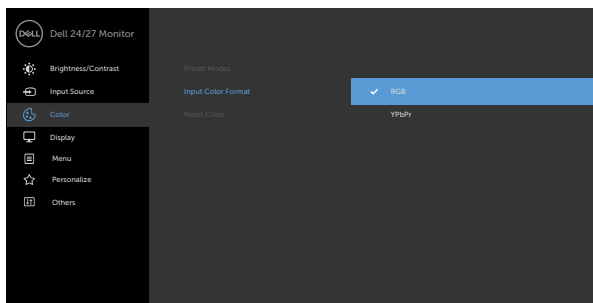 DELL
Dell 24/27 Monitor
Brightness/Contrast
Input Source
Color
Display
Menu
Personalize
Others
Preset Modes
Input Color Format
Reset Color
RGB
YPbPr